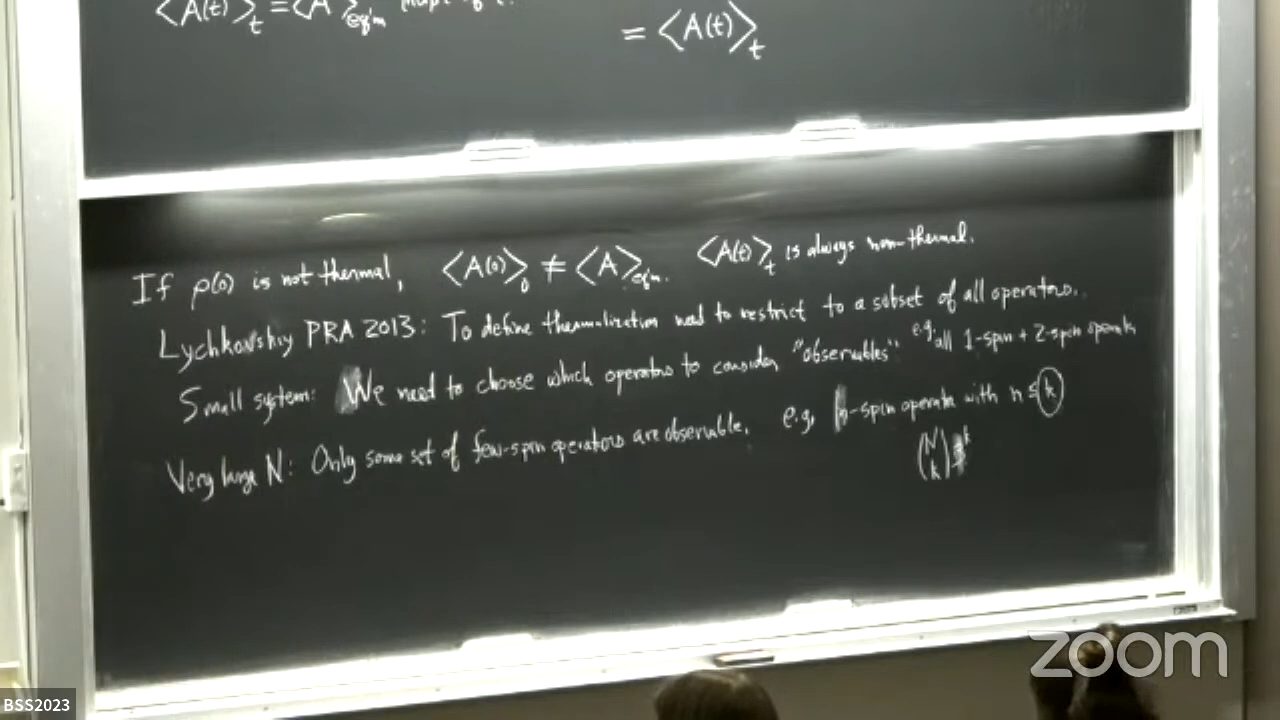 ⟨A(t)⟩_t = ⟨A⟩_eq'm
= ⟨A(t)⟩_t
If ρ(0) is not thermal, ⟨A(0)⟩_0 ≠ ⟨A⟩_eq'm. ⟨A(t)⟩_t is always non-thermal.
Lychkovskiy PRA 2013: To define thermalization need to restrict to a subset of all operators.
Small system: We need to choose which operators to consider "observables" e.g. all 1-spin + 2-spin operators
Very large N: Only some set of few-spin operators are observable, e.g. n-spin operators with n ≤ k
(N k) 3^k
zoom
BSS2023